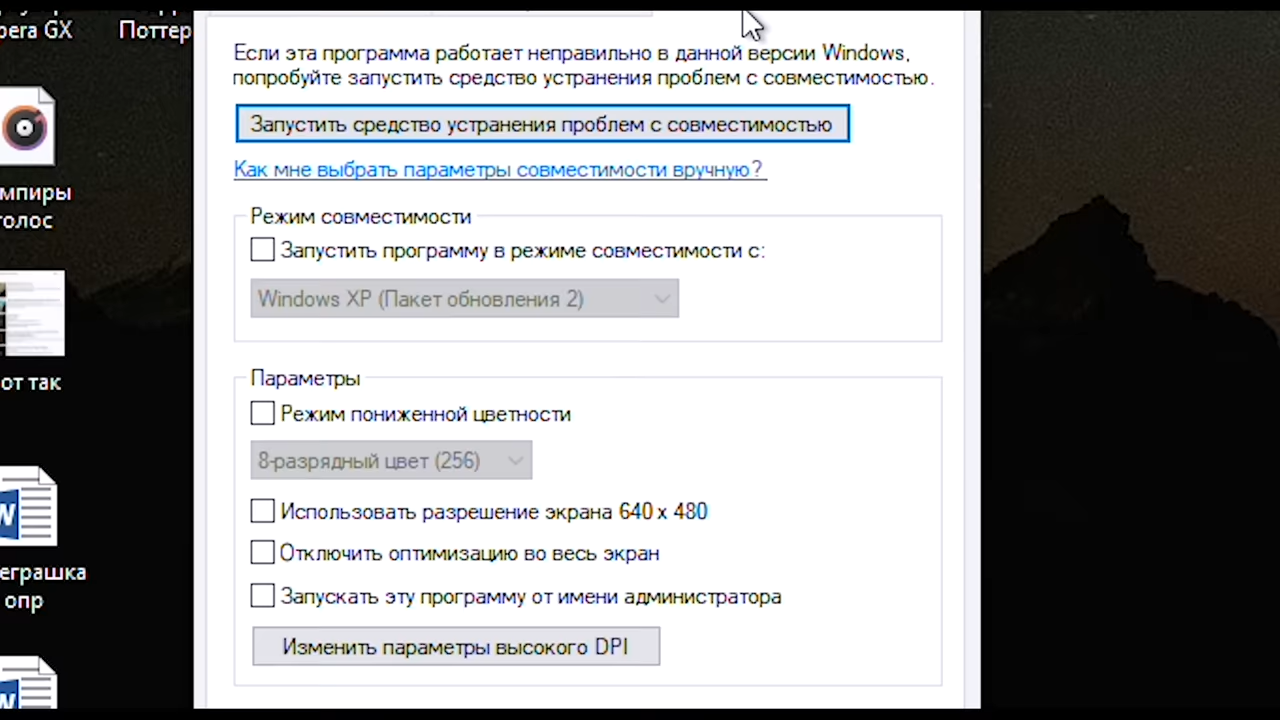 pera GX
Поттер
Если эта программа работает неправильно в данной версии Windows,
попробуйте запустить средство устранения проблем с совместимостью.
Запустить средство устранения проблем с совместимостью
Как мне выбрать параметры совместимости вручную?
Режим совместимости
Запустить программу в режиме совместимости с:
Windows XP (Пакет обновления 2)
Параметры
Режим пониженной цветности
8-разрядный цвет (256)
Использовать разрешение экрана 640 x 480
Отключить оптимизацию во весь экран
Запускать эту программу от имени администратора
Изменить параметры высокого DPI
мпиры
голос
от так
W
еграшка
опр
W